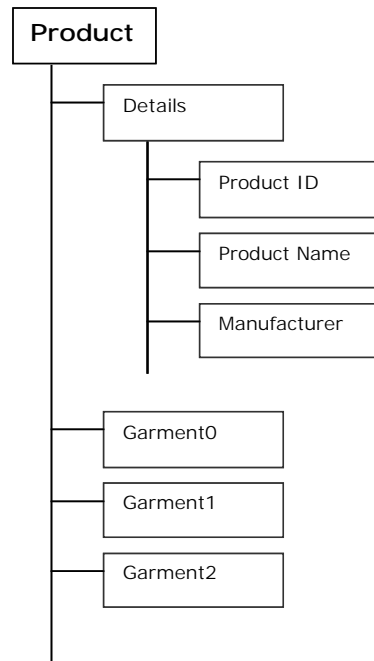 Product
Details
Product ID
Product Name
Manufacturer
Garment0
Garment1
Garment2